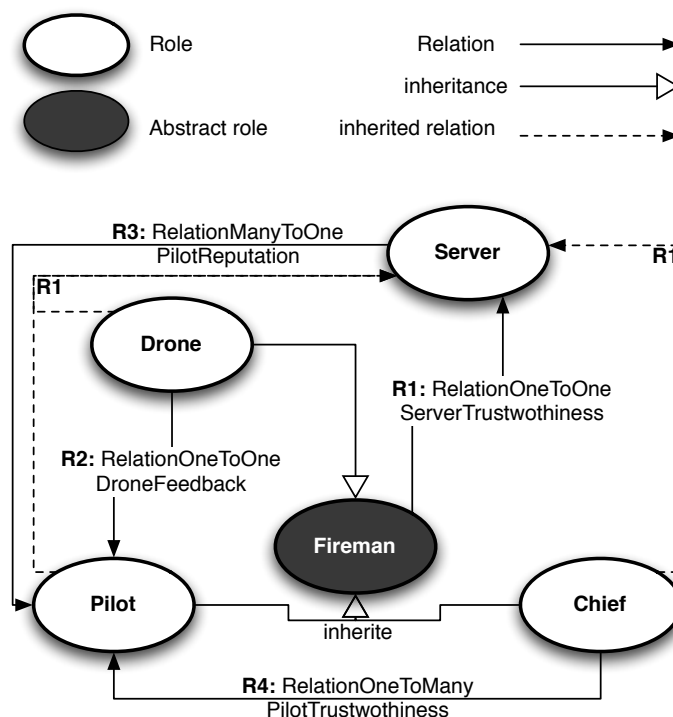 Role
Relation
inheritance
Abstract role
inherited relation
R3: RelationManyToOne
PilotReputation
Server
R1
R1
Drone
R1: RelationOneToOne
ServerTrustwothiness
R2: RelationOneToOne
DroneFeedback
Fireman
Pilot
Chief
inherite
R4: RelationOneToMany
PilotTrustwothiness